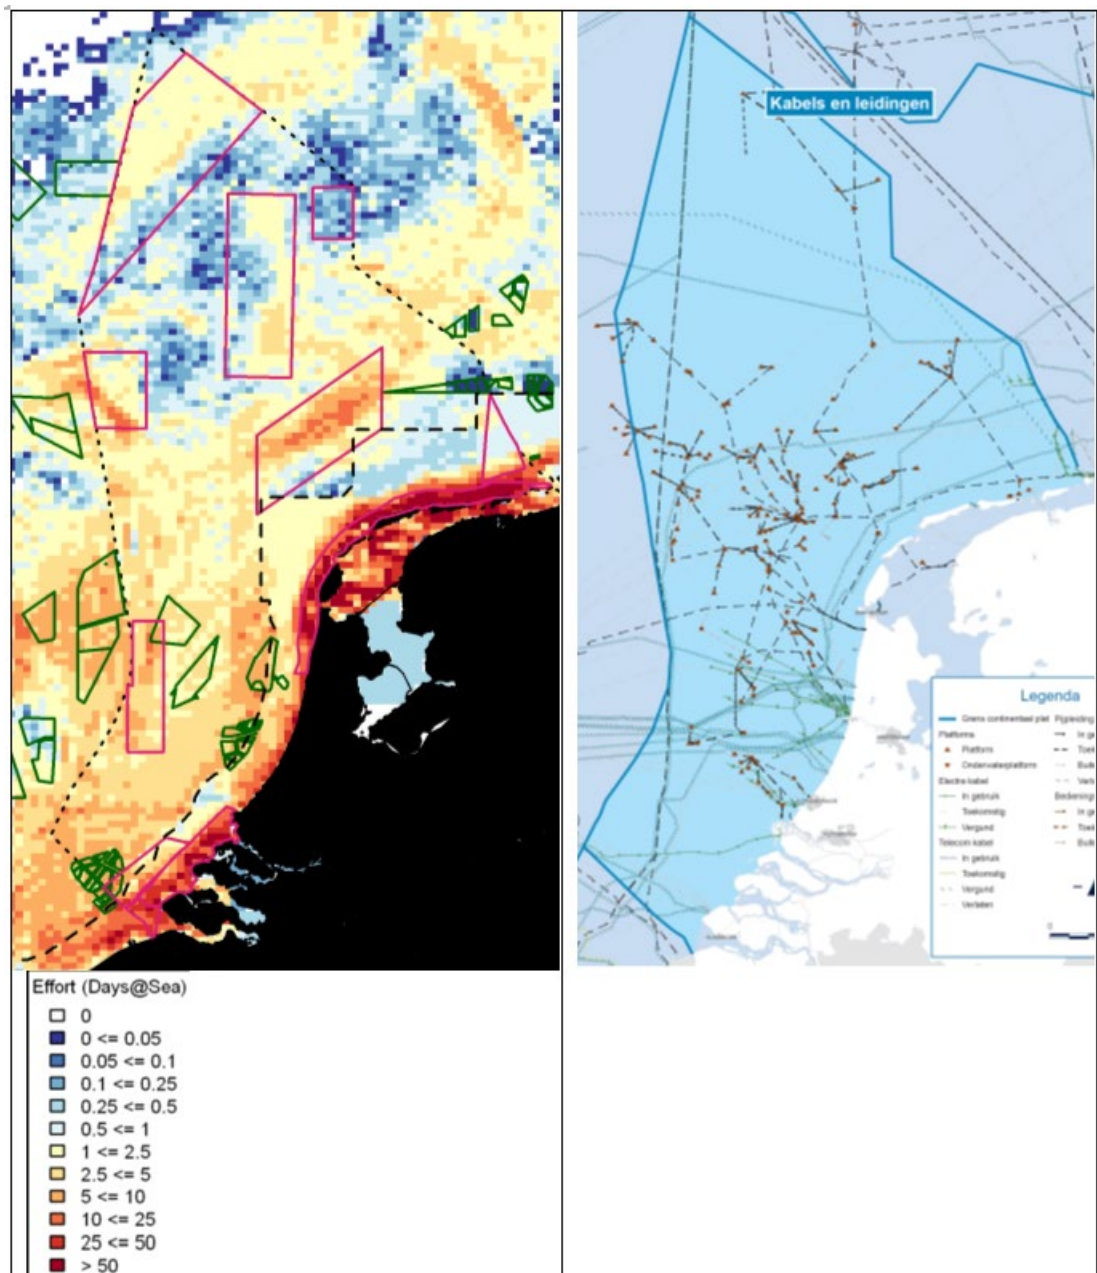 Kabels en leidingen
Legenda
Grens continentaal plat
Platforms
Platform
Onderwaterplatform
Electra kabel
In gebruik
Toekomstig
Vergund
Telecom kabel
In gebruik
Toekomstig
Vergund
Verlaten
Pijpleiding
0
Effort (Days@Sea)
0
0 <= 0.05
0.05 <= 0.1
0.1 <= 0.25
0.25 <= 0.5
0.5 <= 1
1 <= 2.5
2.5 <= 5
5 <= 10
10 <= 25
25 <= 50
> 50